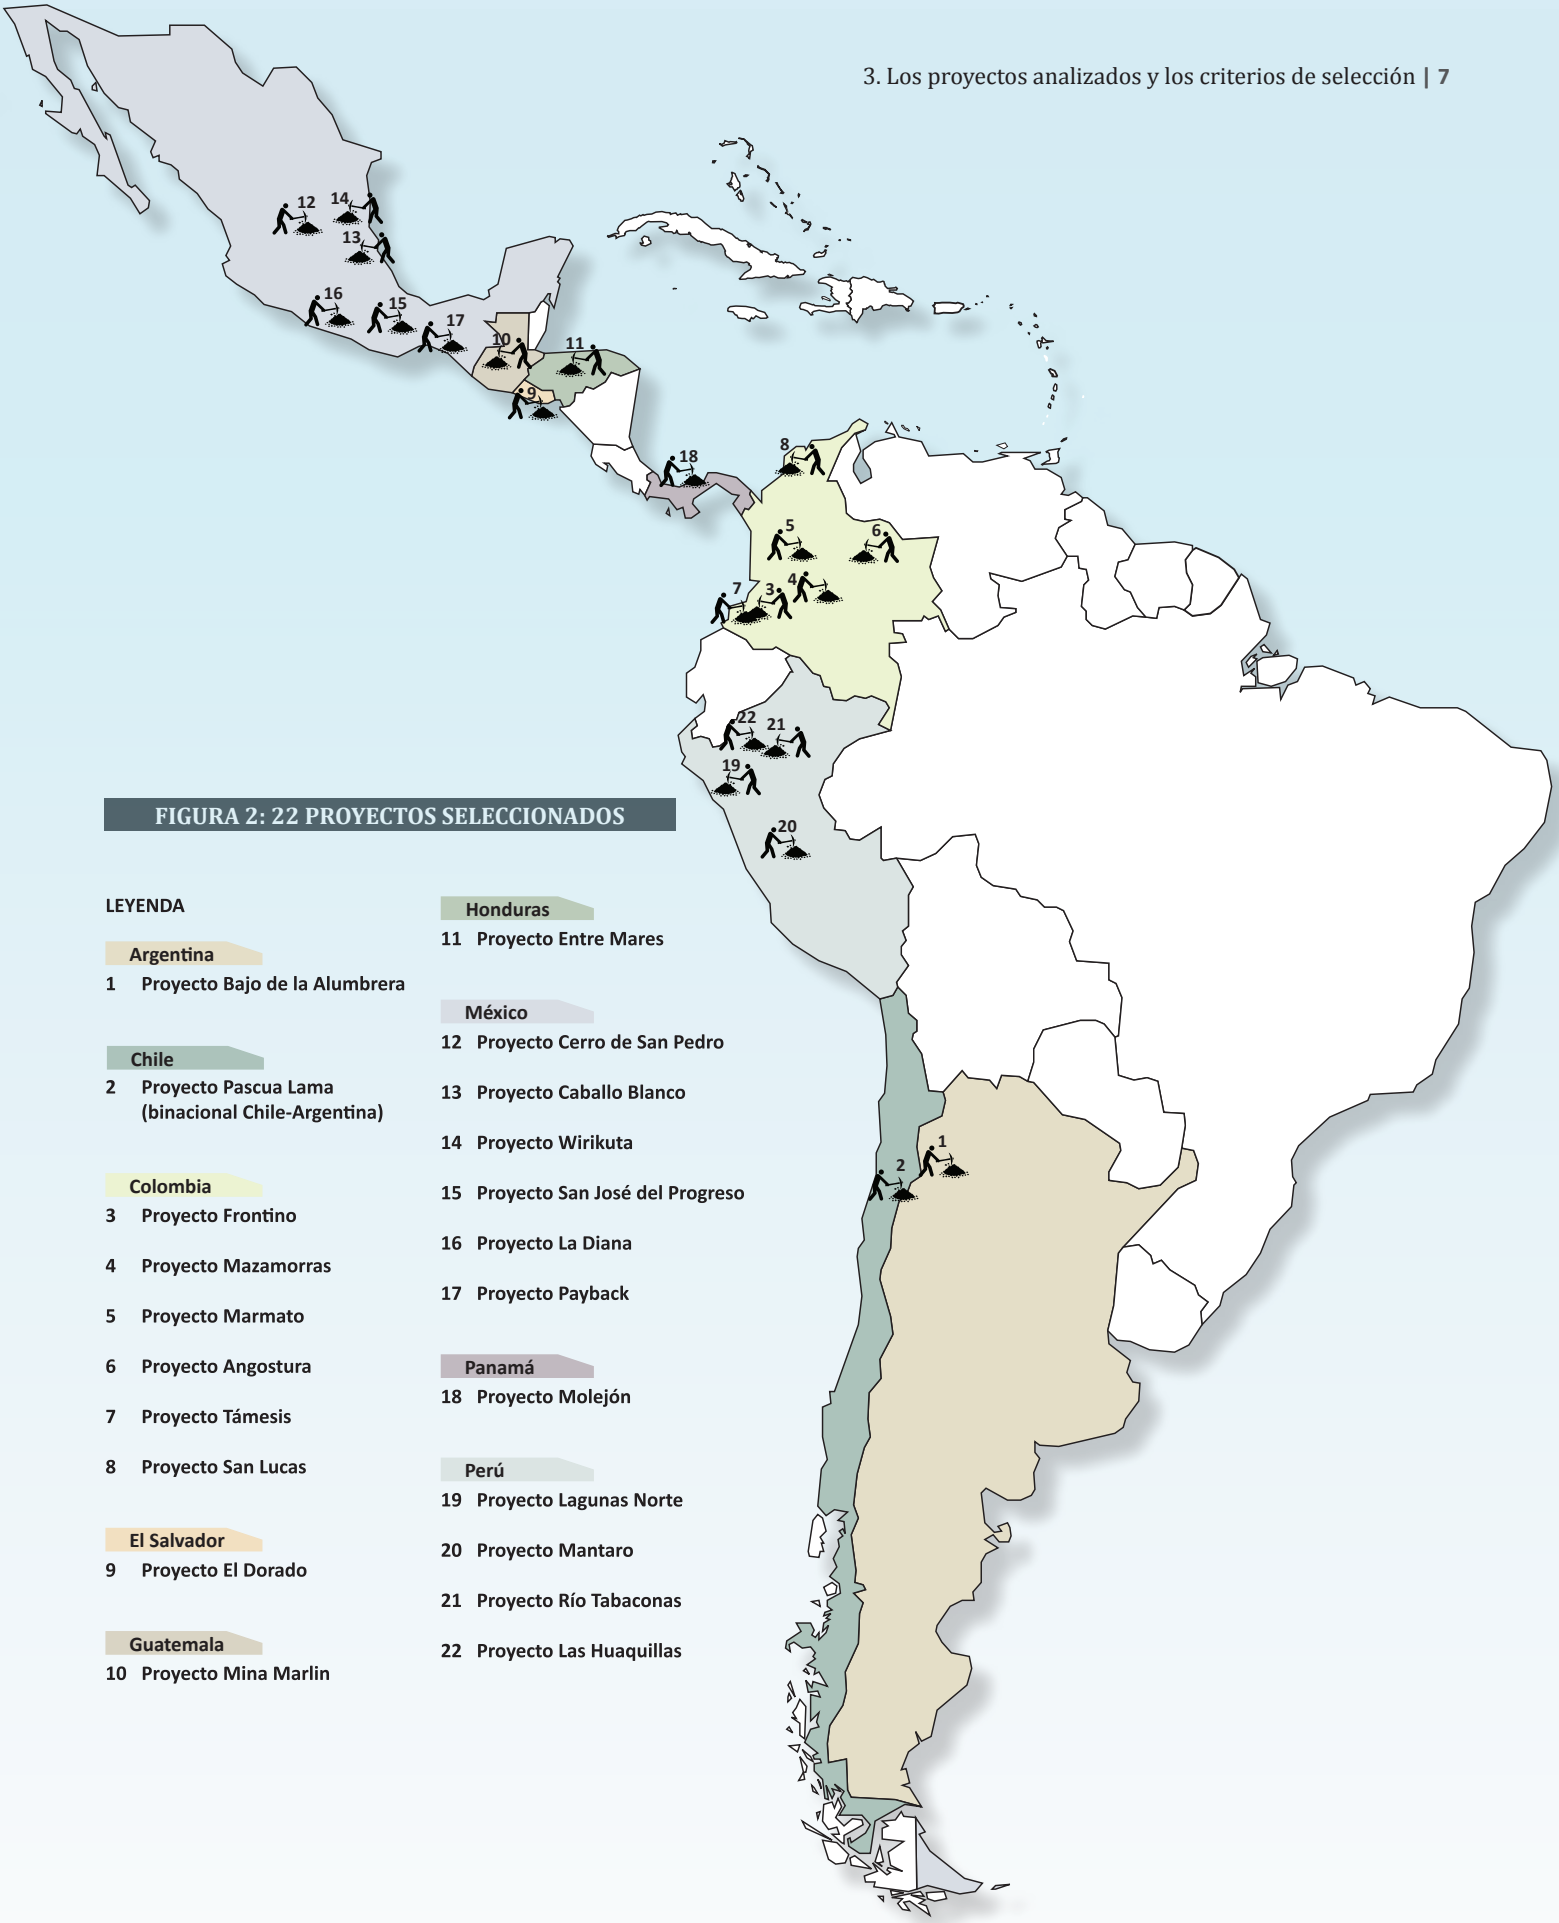 3. Los proyectos analizados y los criterios de selección | 7
12
14
13
16
15
17
10
11
9
18
8
5
6
4
7
3
22
21
19
20
1
2
FIGURA 2: 22 PROYECTOS SELECCIONADOS
LEYENDA
Argentina
1 Proyecto Bajo de la Alumbrera
Chile
2 Proyecto Pascua Lama
(binacional Chile-Argentina)
Colombia
3 Proyecto Frontino
4 Proyecto Mazamorras
5 Proyecto Marmato
6 Proyecto Angostura
7 Proyecto Támesis
8 Proyecto San Lucas
El Salvador
9 Proyecto El Dorado
Guatemala
10 Proyecto Mina Marlin
Honduras
11 Proyecto Entre Mares
México
12 Proyecto Cerro de San Pedro
13 Proyecto Caballo Blanco
14 Proyecto Wirikuta
15 Proyecto San José del Progreso
16 Proyecto La Diana
17 Proyecto Payback
Panamá
18 Proyecto Molejón
Perú
19 Proyecto Lagunas Norte
20 Proyecto Mantaro
21 Proyecto Río Tabaconas
22 Proyecto Las Huaquillas